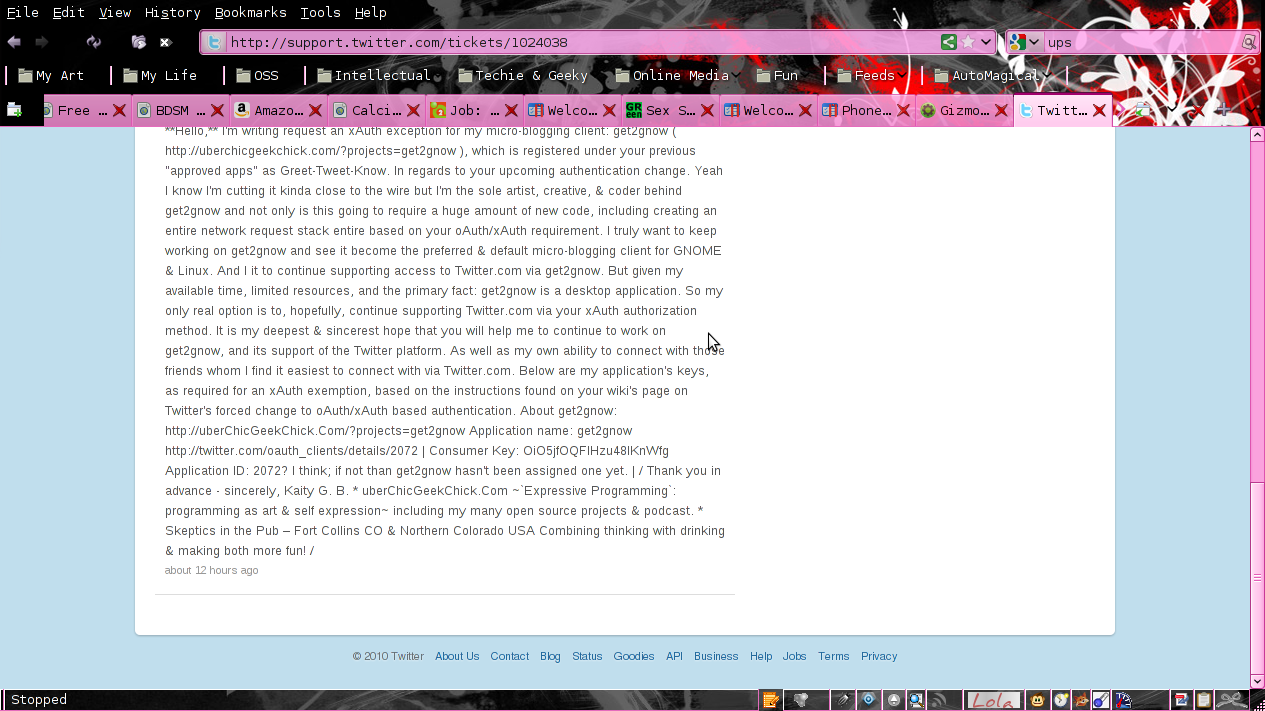 File Edit View History Bookmarks Tools Help
http://support.twitter.com/tickets/1024038
ups
My Art My Life OSS Intellectual Techie & Geeky Online Media Fun Feeds AutoMagical
Free ... BDSM ... Amazo... Calci... Job: ... Welco... Sex S... Welco... Phone... Gizmo... Twitt...
**Hello,** I'm writing request an xAuth exception for my micro-blogging client: get2gnow (
http://uberchicgeekchick.com/?projects=get2gnow ), which is registered under your previous
"approved apps" as Greet-Tweet-Know. In regards to your upcoming authentication change. Yeah
I know I'm cutting it kinda close to the wire but I'm the sole artist, creative, & coder behind
get2gnow and not only is this going to require a huge amount of new code, including creating an
entire network request stack entire based on your oAuth/xAuth requirement. I truly want to keep
working on get2gnow and see it become the preferred & default micro-blogging client for GNOME
& Linux. And I it to continue supporting access to Twitter.com via get2gnow. But given my
available time, limited resources, and the primary fact: get2gnow is a desktop application. So my
only real option is to, hopefully, continue supporting Twitter.com via your xAuth authorization
method. It is my deepest & sincerest hope that you will help me to continue to work on
get2gnow, and its support of the Twitter platform. As well as my own ability to connect with those
friends whom I find it easiest to connect with via Twitter.com. Below are my application's keys,
as required for an xAuth exemption, based on the instructions found on your wiki's page on
Twitter's forced change to oAuth/xAuth based authentication. About get2gnow:
http://uberChicGeekChick.Com/?projects=get2gnow Application name: get2gnow
http://twitter.com/oauth_clients/details/2072 | Consumer Key: OiO5jfOQFIHzu48IKnWfg
Application ID: 2072? I think; if not than get2gnow hasn't been assigned one yet. | / Thank you in
advance - sincerely, Kaity G. B. * uberChicGeekChick.Com ~`Expressive Programming`:
programming as art & self expression~ including my many open source projects & podcast. *
Skeptics in the Pub – Fort Collins CO & Northern Colorado USA Combining thinking with drinking
& making both more fun! /
about 12 hours ago
© 2010 Twitter About Us Contact Blog Status Goodies API Business Help Jobs Terms Privacy
Stopped
Lola